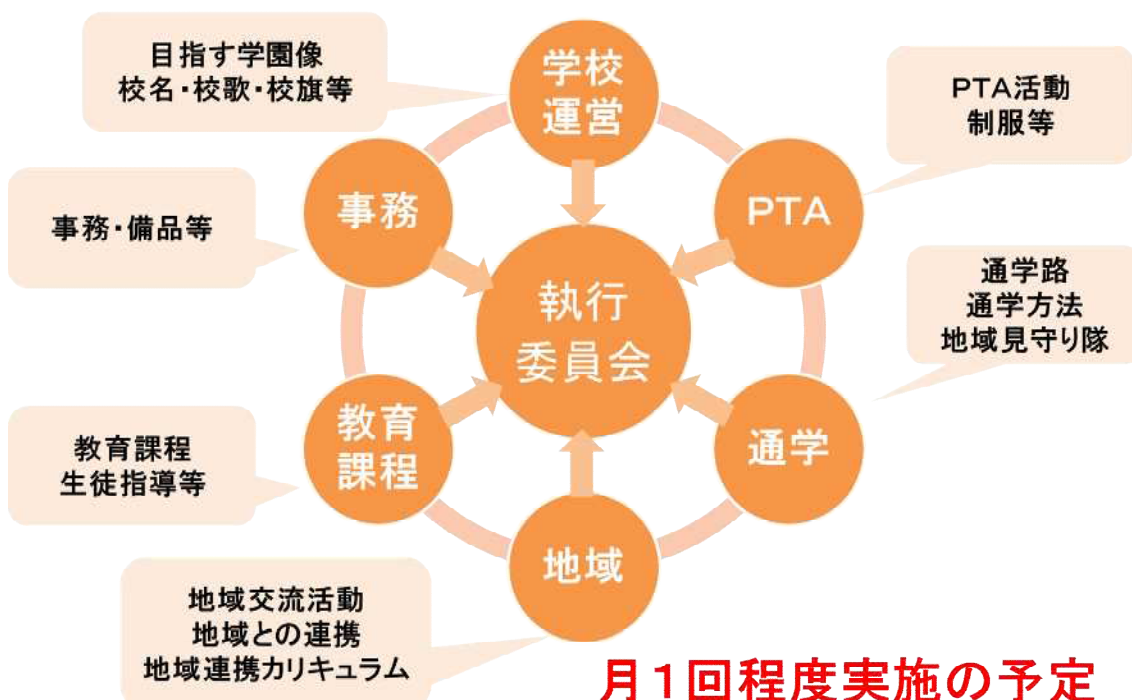 目指す学園像
校名・校歌・校旗等
学校
運営
PTA活動
制服等
事務
PTA
事務・備品等
通学路
通学方法
地域見守り隊
執行
委員会
教育
課程
通学
教育課程
生徒指導等
地域
地域交流活動
地域との連携
地域連携カリキュラム
月1回程度実施の予定